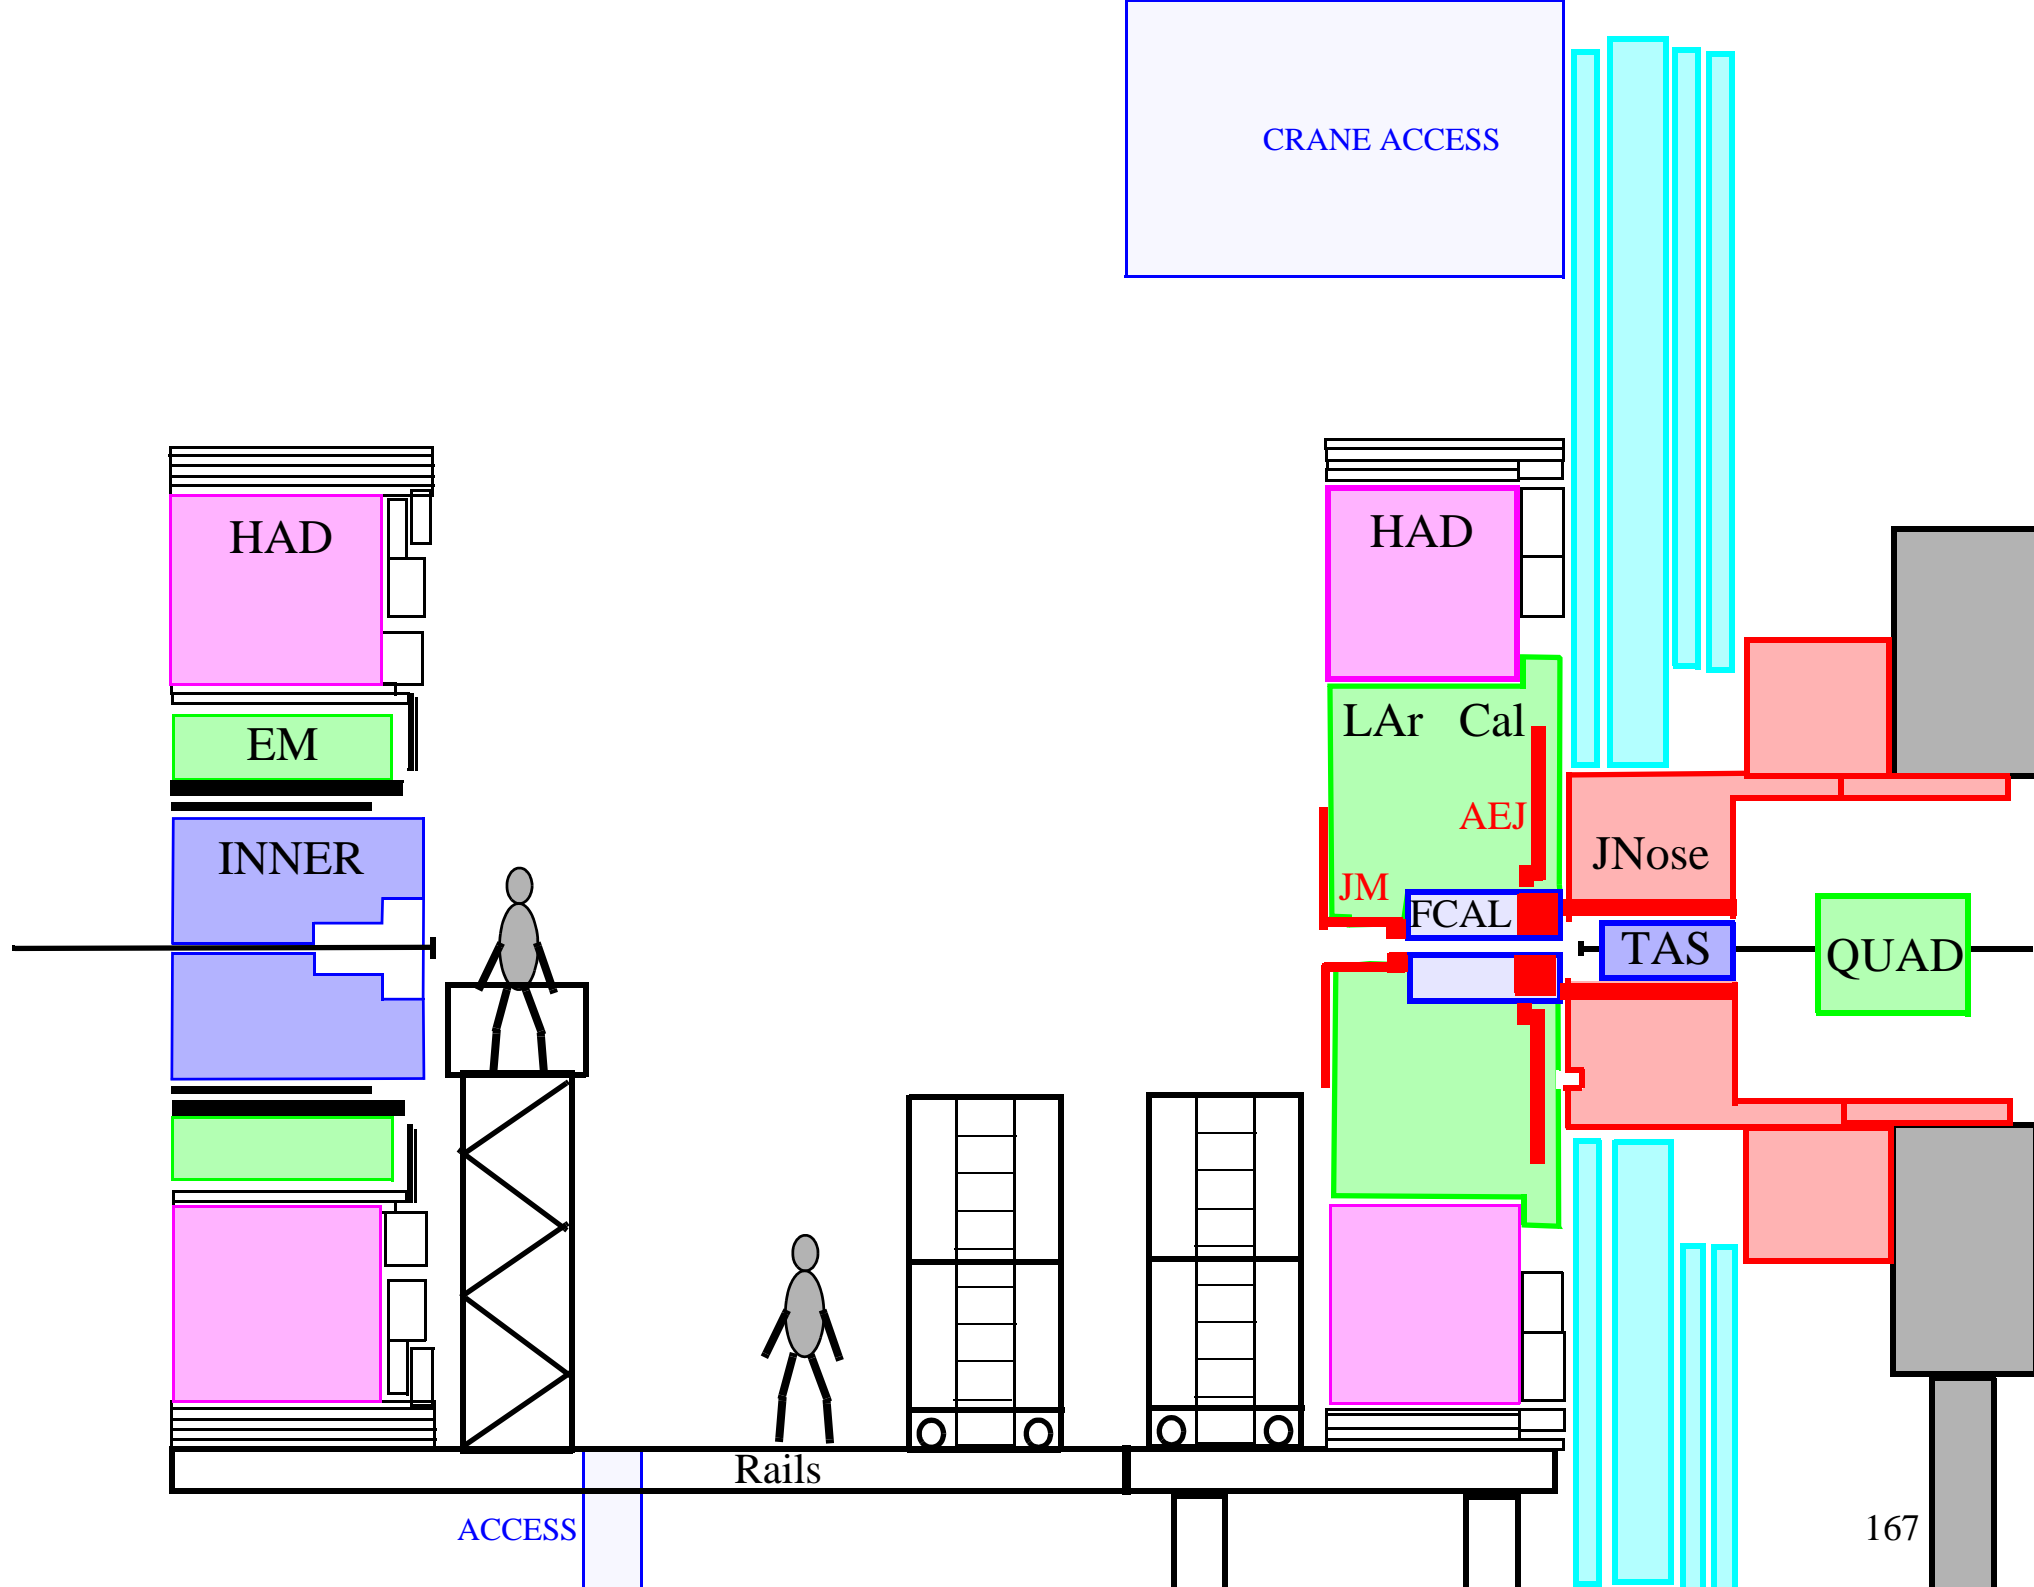 CRANE ACCESS
HAD
HAD
LAr Cal
EM
AEJ
INNER
JNose
JM
FCAL
TAS
QUAD
Rails
ACCESS
167